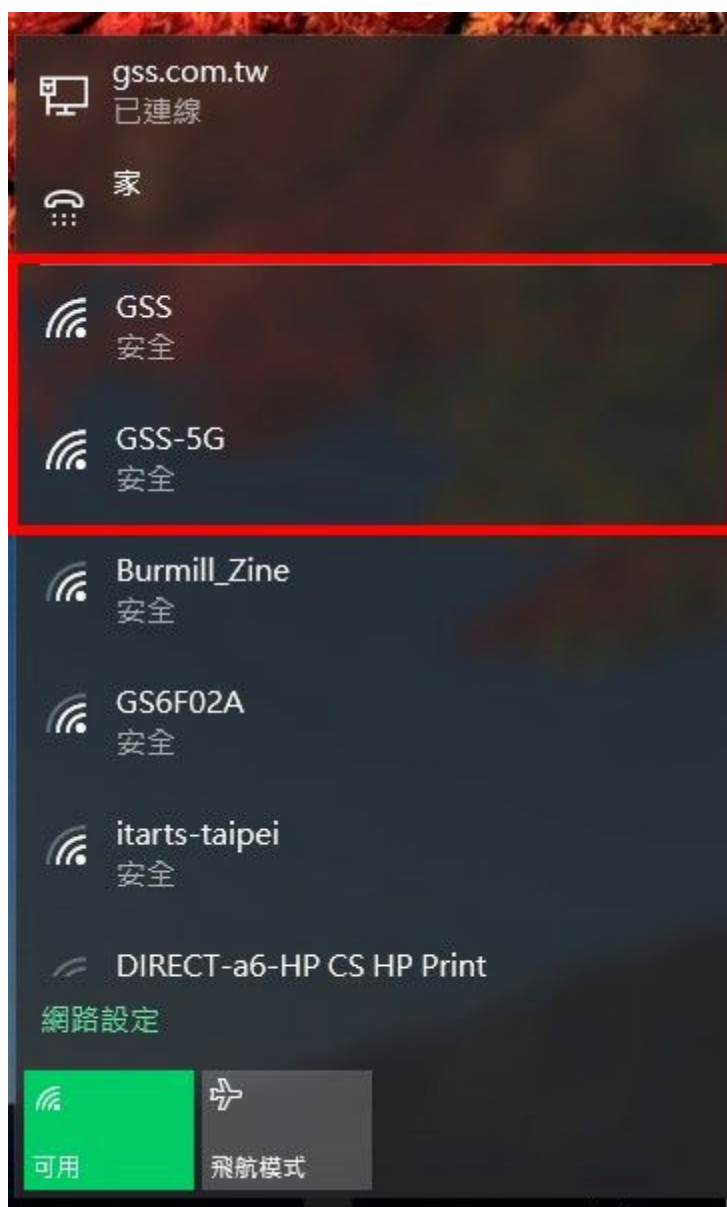 gss.com.tw
已連線
家
GSS
安全
GSS-5G
安全
Burmill_Zine
安全
GS6F02A
安全
itarts-taipei
安全
DIRECT-a6-HP CS HP Print
網路設定
可用
飛航模式